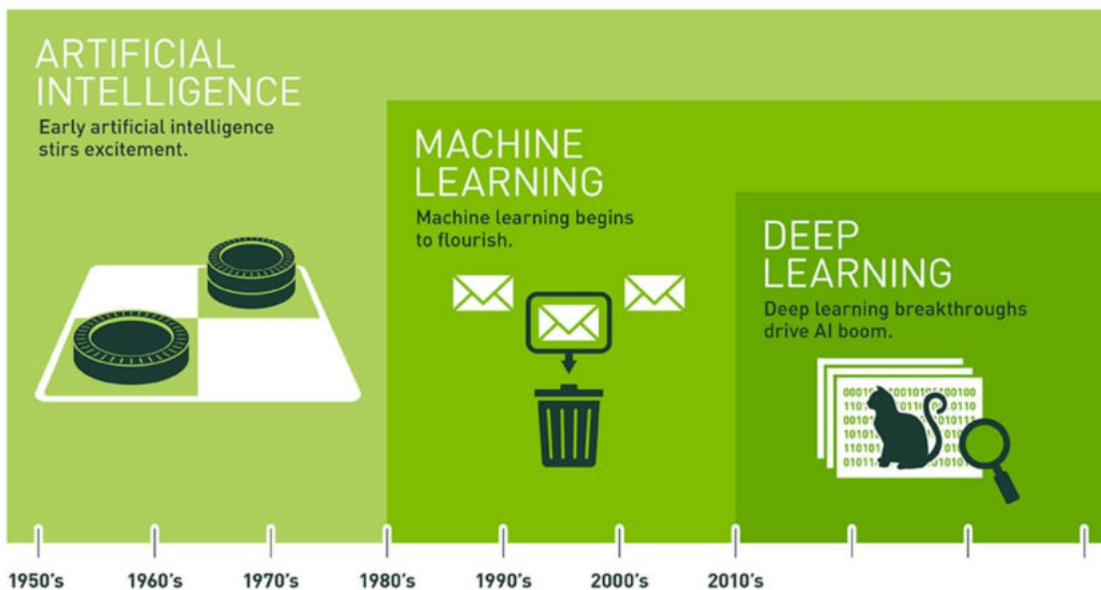 ARTIFICIAL
INTELLIGENCE
Early artificial intelligence
stirs excitement.
MACHINE
LEARNING
Machine learning begins
to flourish.
DEEP
LEARNING
Deep learning breakthroughs
drive AI boom.
1950's 1960's 1970's 1980's 1990's 2000's 2010's